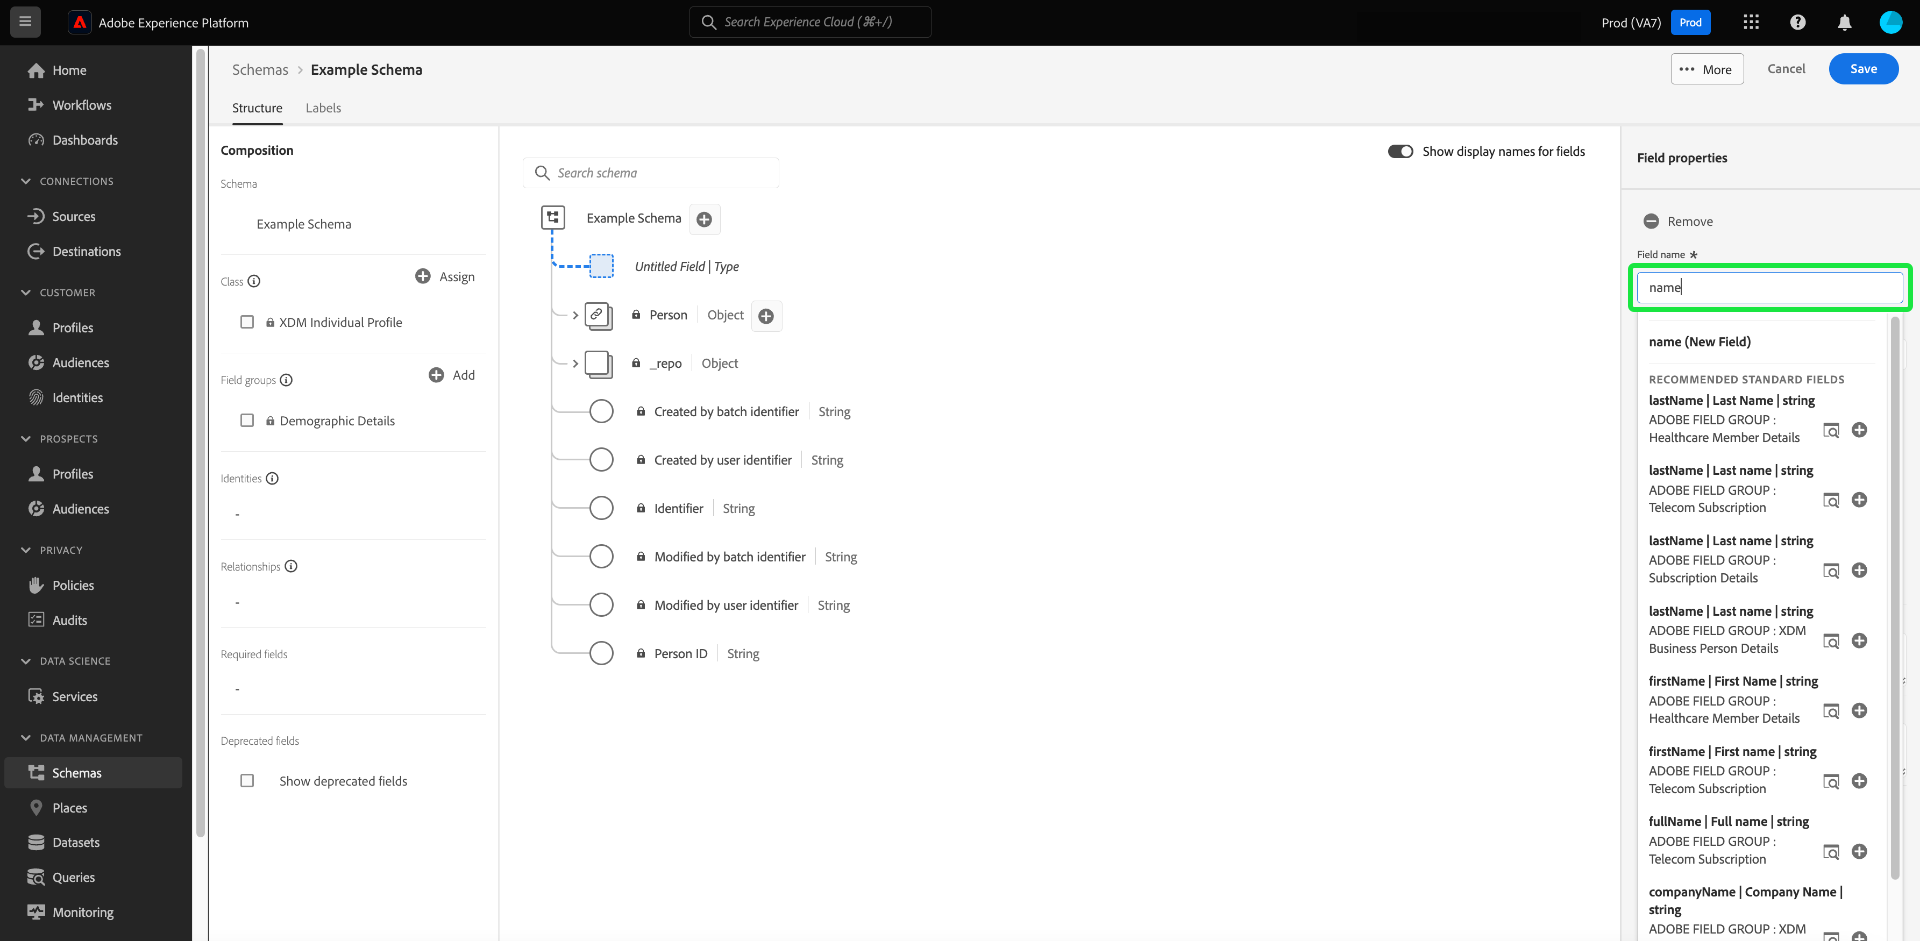 Adobe Experience Platform
Search Experience Cloud (⌘+/)
Prod (VA7)
Prod
Home
Workflows
Dashboards
CONNECTIONS
Sources
Destinations
CUSTOMER
Profiles
Audiences
Identities
PROSPECTS
Profiles
Audiences
PRIVACY
Policies
Audits
DATA SCIENCE
Services
DATA MANAGEMENT
Schemas
Places
Datasets
Queries
Monitoring
Schemas > Example Schema
More
Cancel
Save
Structure
Labels
Composition
Schema
Example Schema
Class
Assign
XDM Individual Profile
Field groups
Add
Demographic Details
Identities
-
Relationships
-
Required fields
-
Deprecated fields
Show deprecated fields
Search schema
Show display names for fields
Example Schema
Untitled Field | Type
Person | Object
_repo | Object
Created by batch identifier | String
Created by user identifier | String
Identifier | String
Modified by batch identifier | String
Modified by user identifier | String
Person ID | String
Field properties
Remove
Field name *
name
name (New Field)
RECOMMENDED STANDARD FIELDS
lastName | Last Name | string
ADOBE FIELD GROUP :
Healthcare Member Details
lastName | Last name | string
ADOBE FIELD GROUP :
Telecom Subscription
lastName | Last name | string
ADOBE FIELD GROUP :
Subscription Details
lastName | Last name | string
ADOBE FIELD GROUP : XDM
Business Person Details
firstName | First Name | string
ADOBE FIELD GROUP :
Healthcare Member Details
firstName | First name | string
ADOBE FIELD GROUP :
Telecom Subscription
fullName | Full name | string
ADOBE FIELD GROUP :
Telecom Subscription
companyName | Company Name |
string
ADOBE FIELD GROUP : XDM